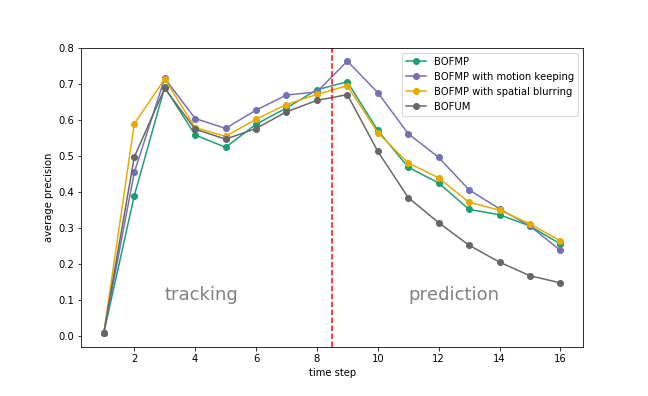 BOFMP
BOFMP with motion keeping
BOFMP with spatial blurring
BOFUM
0.8
0.7
0.6
0.5
0.4
0.3
0.2
0.1
0.0
average precision
tracking
prediction
2 4 6 8 10 12 14 16
time step